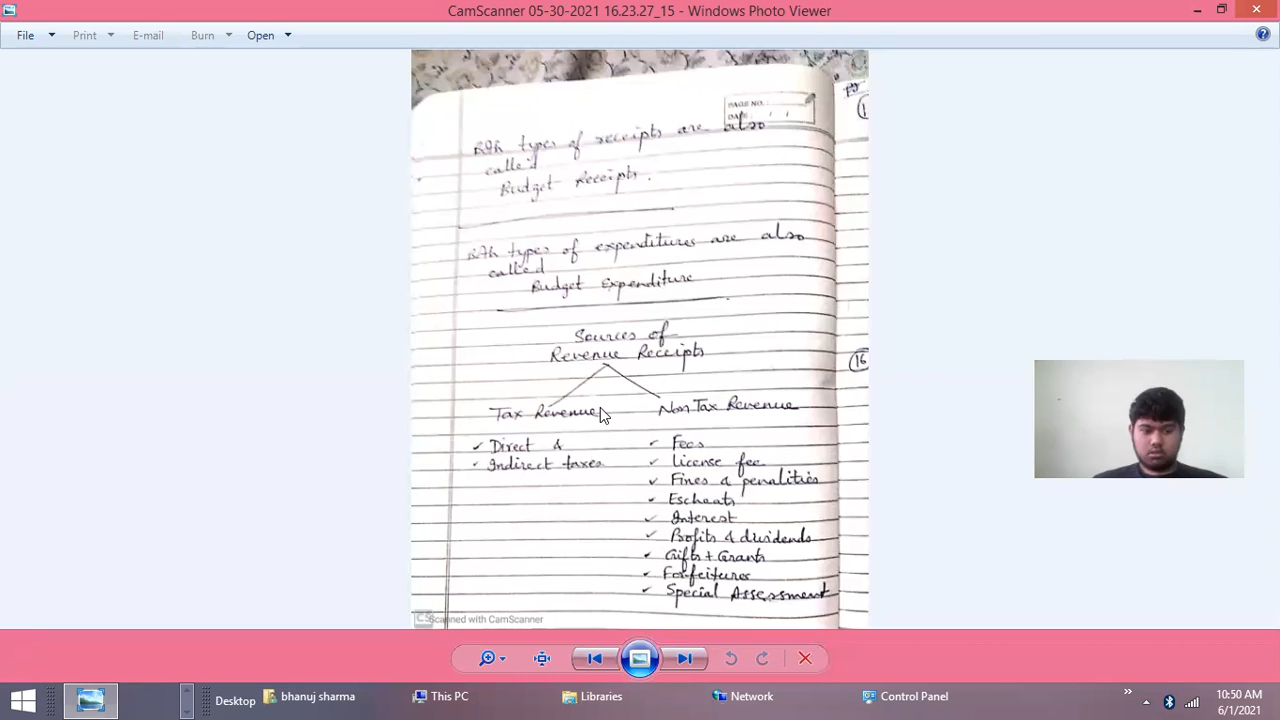 CamScanner 05-30-2021 16.23.27_15 - Windows Photo Viewer
File Print E-mail Burn Open
PAGE NO.:
DATE: / /
types of receipts are also
called
Budget Receipts.
types of expenditures are also
called
Budget Expenditure
Sources of
Revenue Receipts
16
Tax Revenue
Non Tax Revenue
✓ Direct &
✓ Indirect taxes
✓ Fees
✓ License fee
✓ Fines & penalities
✓ Escheats
✓ Interest
✓ Profits & dividends
✓ Gifts + Grants
✓ Forfeitures
✓ Special Assessment
CS Scanned with CamScanner
Desktop bhanuj sharma This PC Libraries Network Control Panel
10:50 AM
6/1/2021